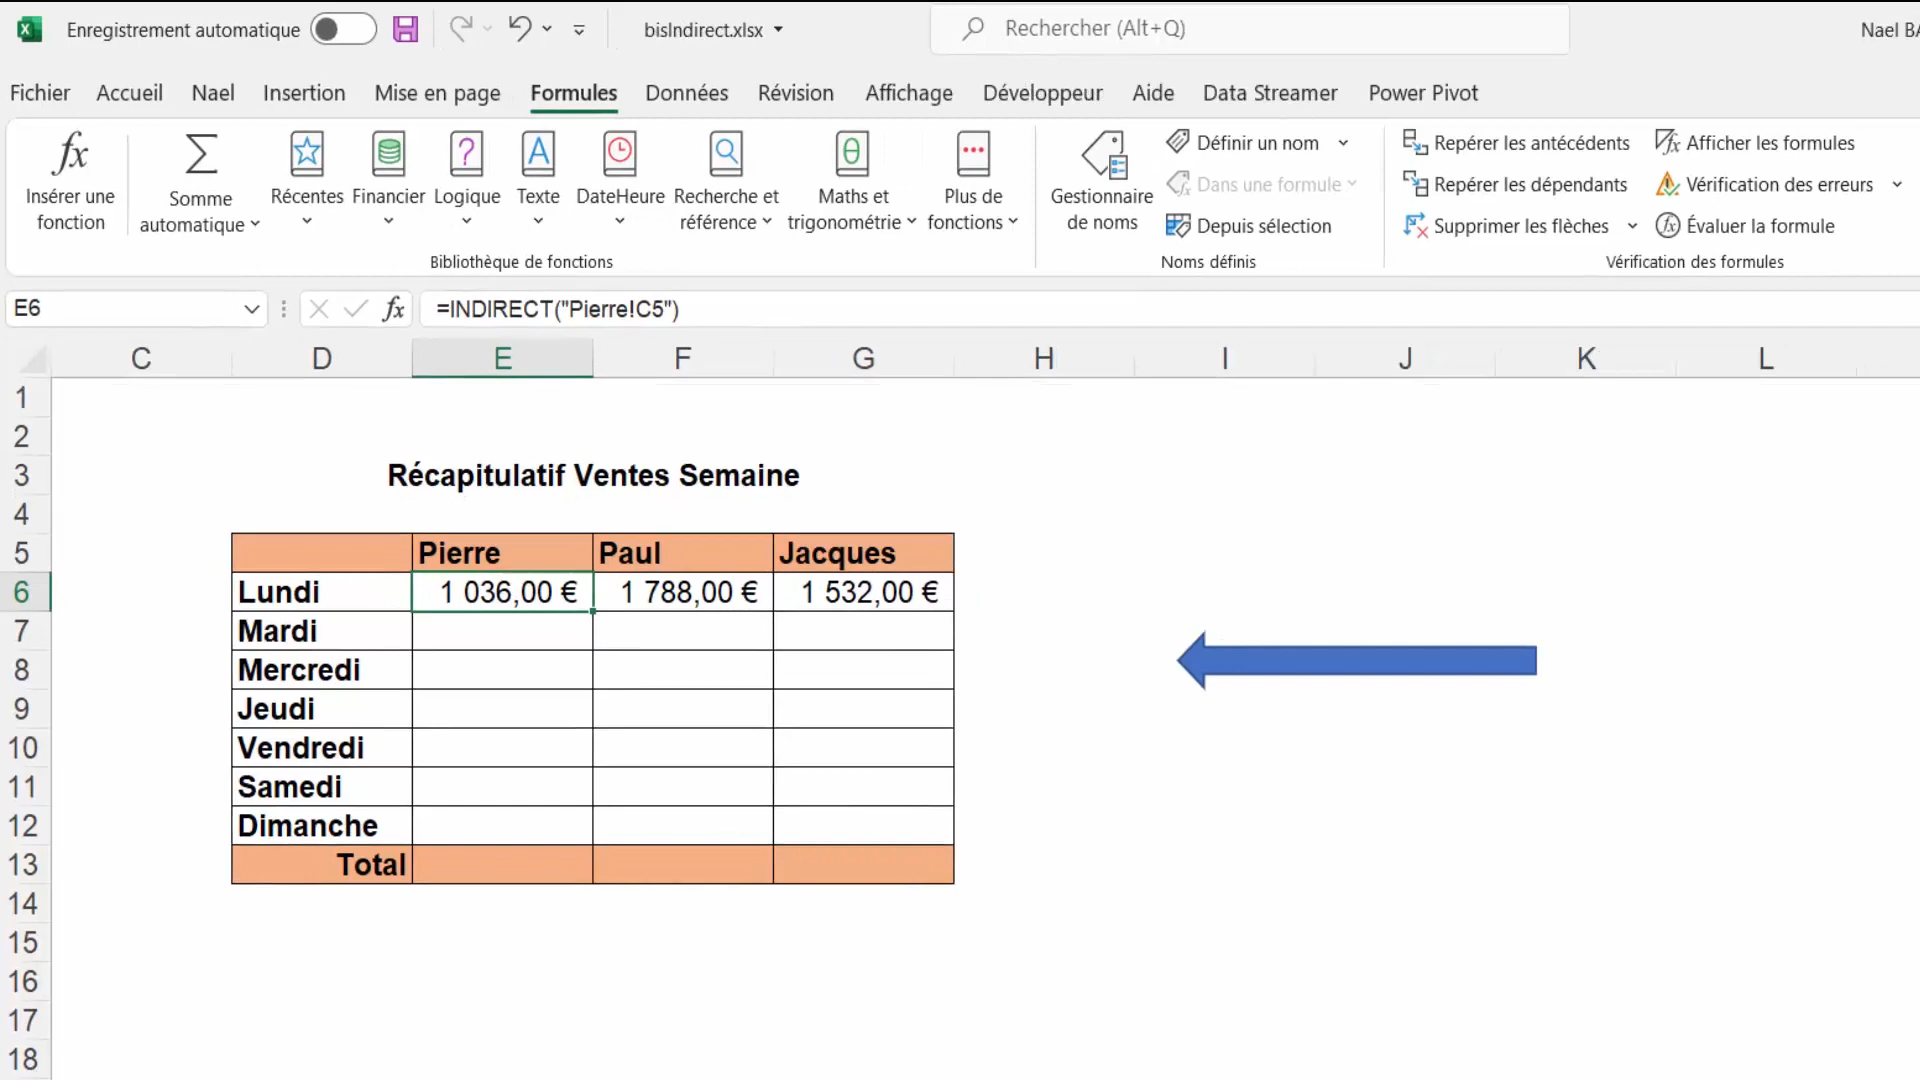 Enregistrement automatique
bisIndirect.xlsx
Rechercher (Alt+Q)
Nael BA
Fichier Accueil Nael Insertion Mise en page Formules Données Révision Affichage Développeur Aide Data Streamer Power Pivot
Insérer une fonction
Somme automatique
Récentes
Financier
Logique
Texte
DateHeure
Recherche et référence
Maths et trigonométrie
Plus de fonctions
Bibliothèque de fonctions
Gestionnaire de noms
Définir un nom
Dans une formule
Depuis sélection
Noms définis
Repérer les antécédents
Repérer les dépendants
Supprimer les flèches
Afficher les formules
Vérification des erreurs
Évaluer la formule
Vérification des formules
E6
fx
=INDIRECT("Pierre!C5")
C D E F G H I J K L
1
2
3 Récapitulatif Ventes Semaine
4
5 Pierre Paul Jacques
6 Lundi 1 036,00 € 1 788,00 € 1 532,00 €
7 Mardi
8 Mercredi
9 Jeudi
10 Vendredi
11 Samedi
12 Dimanche
13 Total
14
15
16
17
18